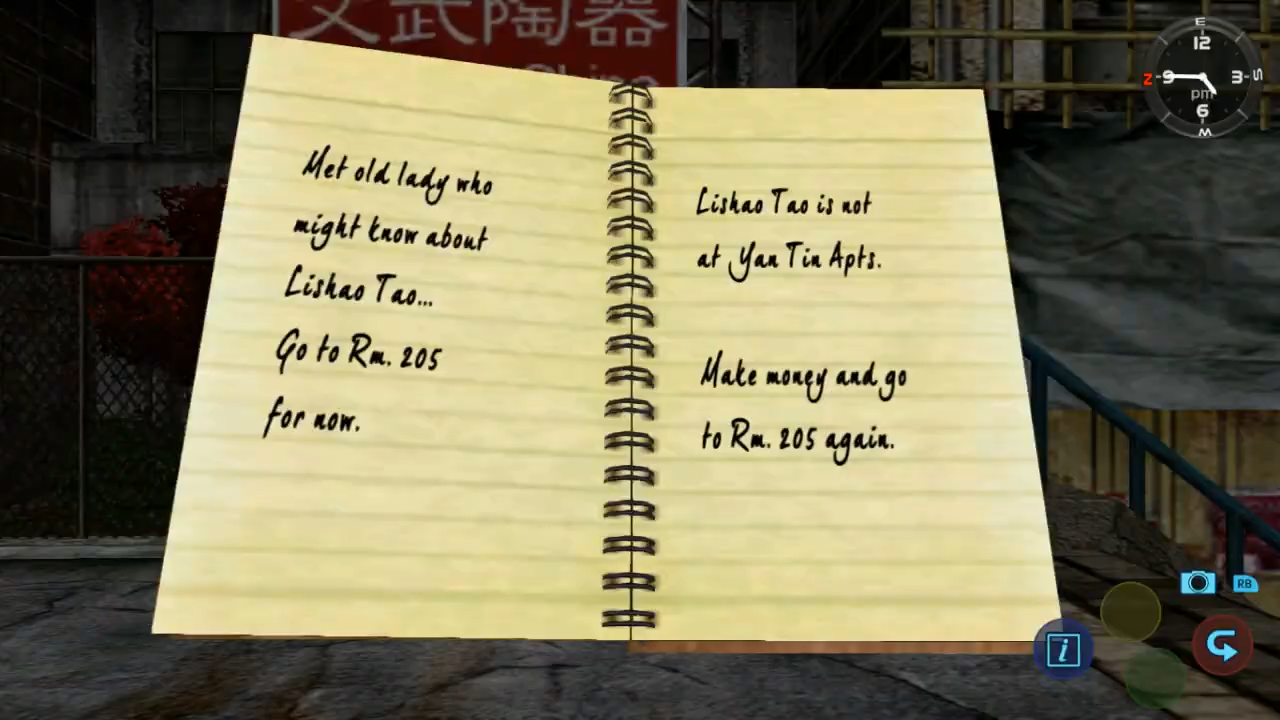 文武陶器
China
Met old lady who
might know about
Lishao Tao...
Go to Rm. 205
for now.
Lishao Tao is not
at Yan Tin Apts.
Make money and go
to Rm. 205 again.
E
12
Z
9
3
S
pm
6
W
RB
i